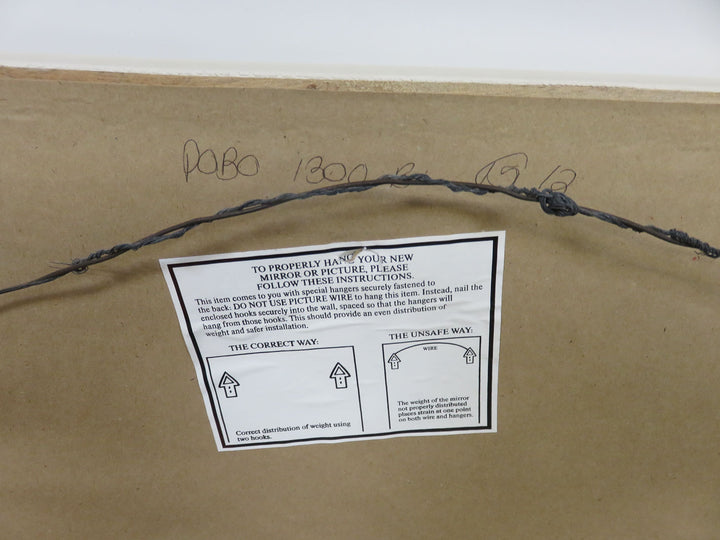 POBO 1300 B
TO PROPERLY HANG YOUR NEW
MIRROR OR PICTURE, PLEASE
FOLLOW THESE INSTRUCTIONS.
This item comes to you with special hangers securely fastened to
the back. DO NOT USE PICTURE WIRE to hang this item. Instead, nail the
enclosed hooks securely into the wall, spaced so that the hangers will
hang from those hooks. This should provide an even distribution of
weight and safer installation.
THE CORRECT WAY:
Correct distribution of weight using
two hooks.
THE UNSAFE WAY:
WIRE
The weight of the mirror
not properly distributed
places strain at one point
on both wire and hangers.